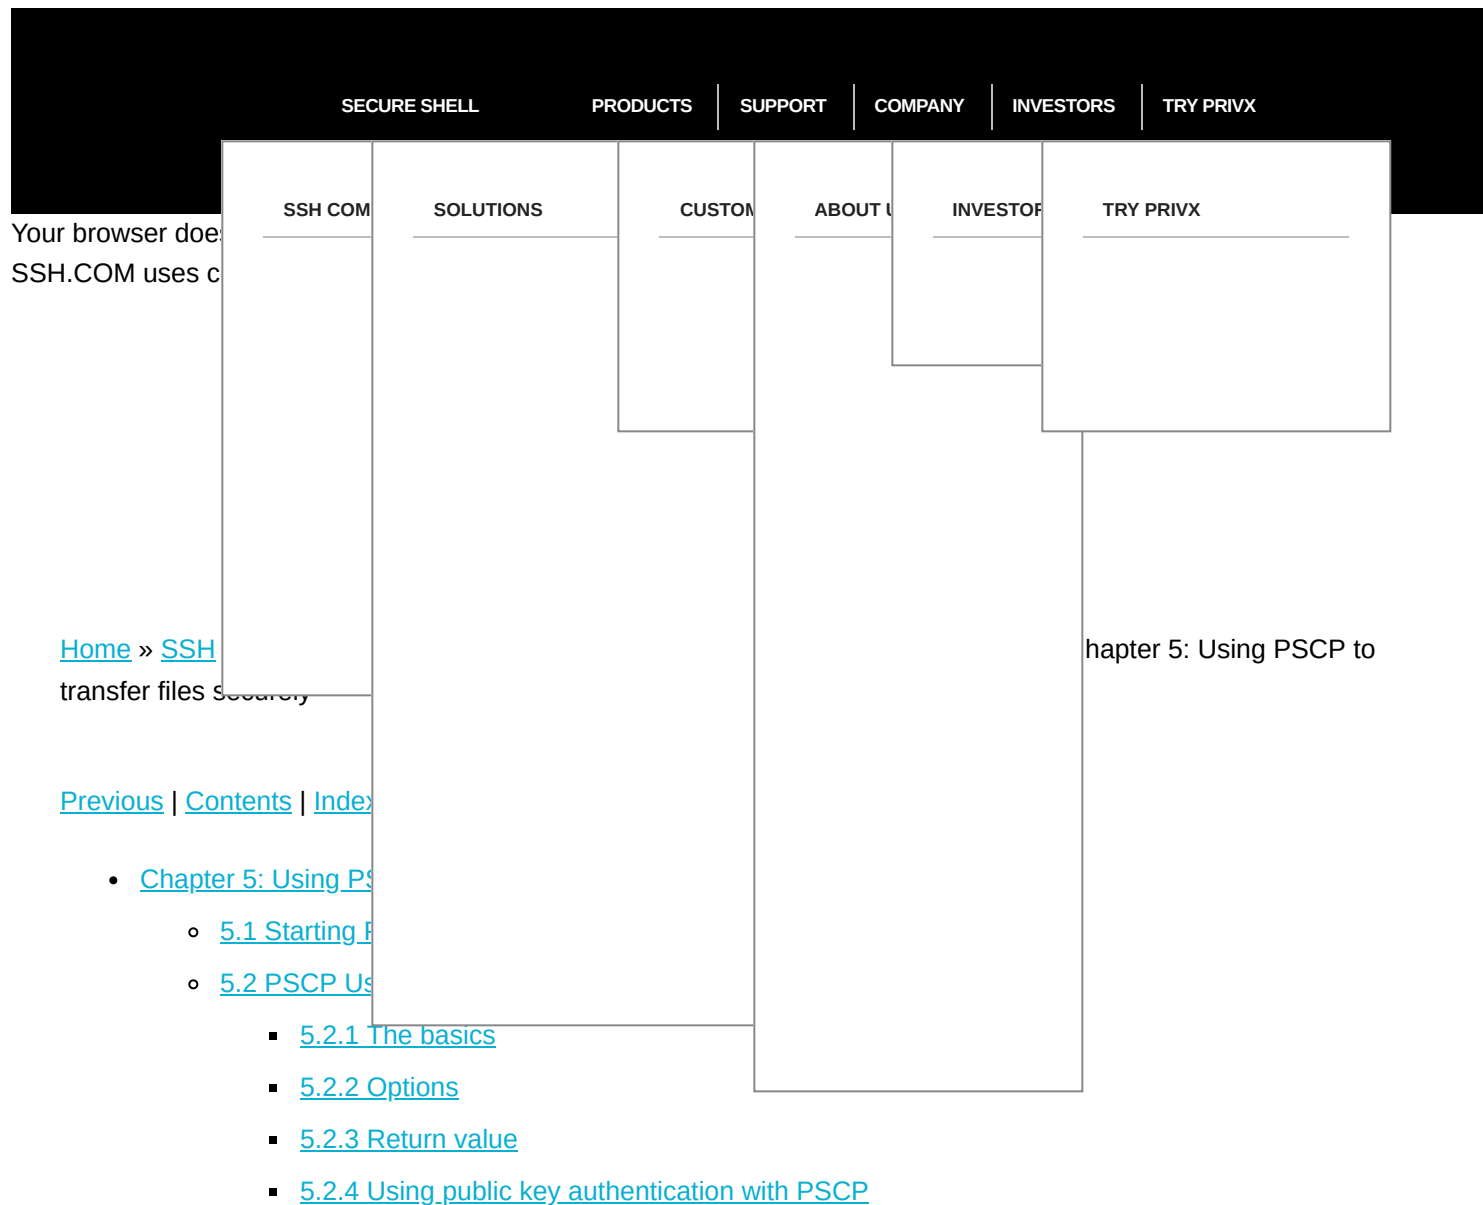 SECURE SHELL PRODUCTS SUPPORT COMPANY INVESTORS TRY PRIVX
SSH COM SOLUTIONS CUSTOM ABOUT INVESTOR TRY PRIVX
Your browser does
SSH.COM uses c
Home » SSH hapter 5: Using PSCP to
transfer files securely
Previous | Contents | Index
Chapter 5: Using PS
5.1 Starting
5.2 PSCP Us
5.2.1 The basics
5.2.2 Options
5.2.3 Return value
5.2.4 Using public key authentication with PSCP